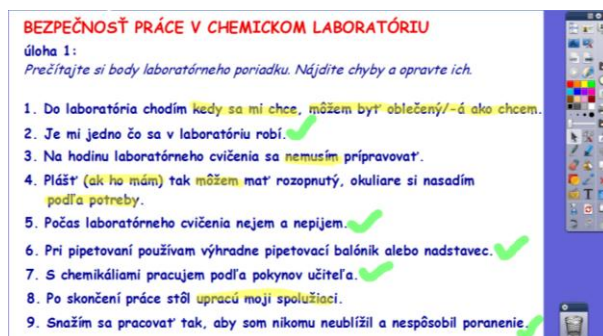 BEZPEČNOSŤ PRÁCE V CHEMICKOM LABORATÓRIU
úloha 1:
Prečítajte si body laboratórneho poriadku. Nájdite chyby a opravte ich.
1. Do laboratória chodím kedy sa mi chce, môžem byť oblečený/-á ako chcem.
2. Je mi jedno čo sa v laboratóriu robí.
3. Na hodinu laboratórneho cvičenia sa nemusím prípravovať.
4. Plášť (ak ho mám) tak môžem mať rozopnutý, okuliare si nasadím
podľa potreby.
5. Počas laboratórneho cvičenia nejem a nepijem.
6. Pri pipetovaní používam výhradne pipetovací balónik alebo nadstavec.
7. S chemikáliami pracujem podľa pokynov učiteľa.
8. Po skončení práce stôl upracú moji spolužiaci.
9. Snažím sa pracovať tak, aby som nikomu neublížil a nespôsobil poranenie.